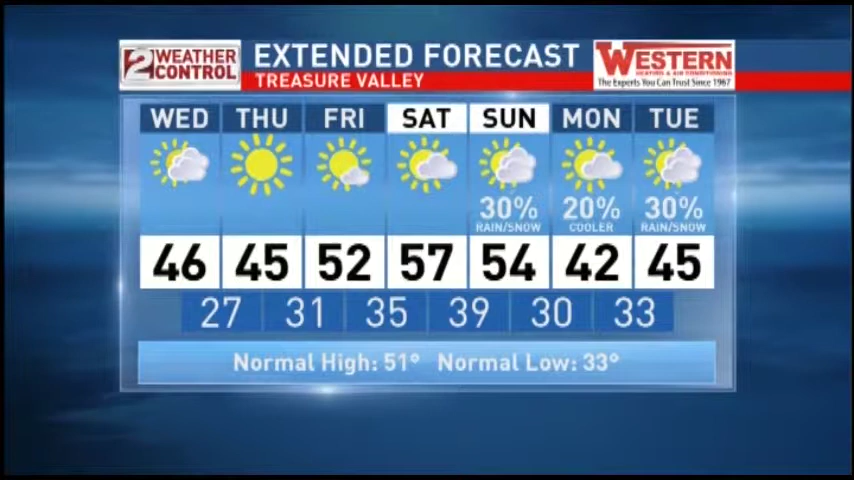 2 WEATHER CONTROL
EXTENDED FORECAST
TREASURE VALLEY
WESTERN
HEATING & AIR CONDITIONING
The Experts You Can Trust Since 1967
WED THU FRI SAT SUN MON TUE
30% 20% 30%
RAIN/SNOW COOLER RAIN/SNOW
46 45 52 57 54 42 45
27 31 35 39 30 33
Normal High: 51° Normal Low: 33°